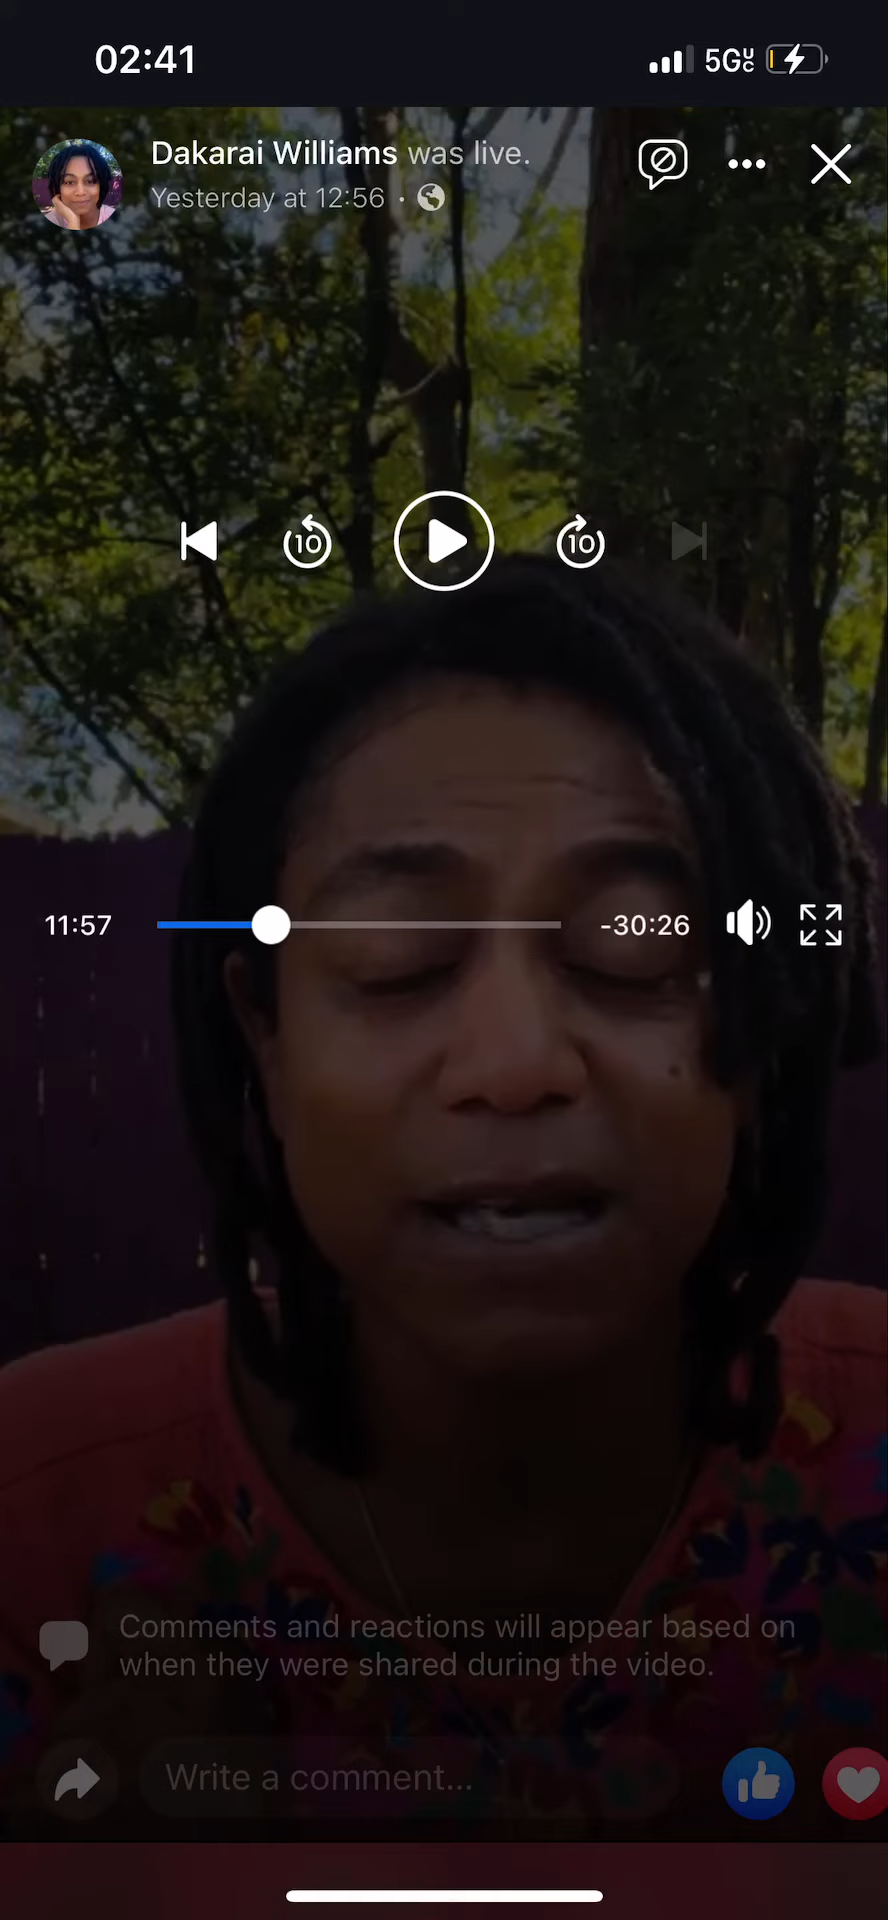 02:41
5GUC
Dakarai Williams was live.
Yesterday at 12:56 ·
10
10
11:57
-30:26
Comments and reactions will appear based on
when they were shared during the video.
Write a comment...